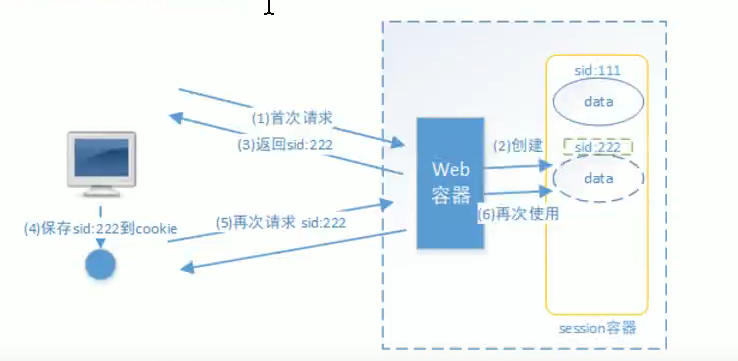 sid:111
data
(1)首次请求
(3)返回sid:222
(2)创建
sid:222
Web
容器
data
(4)保存sid:222到cookie
(5)再次请求 sid:222
(6)再次使用
session容器